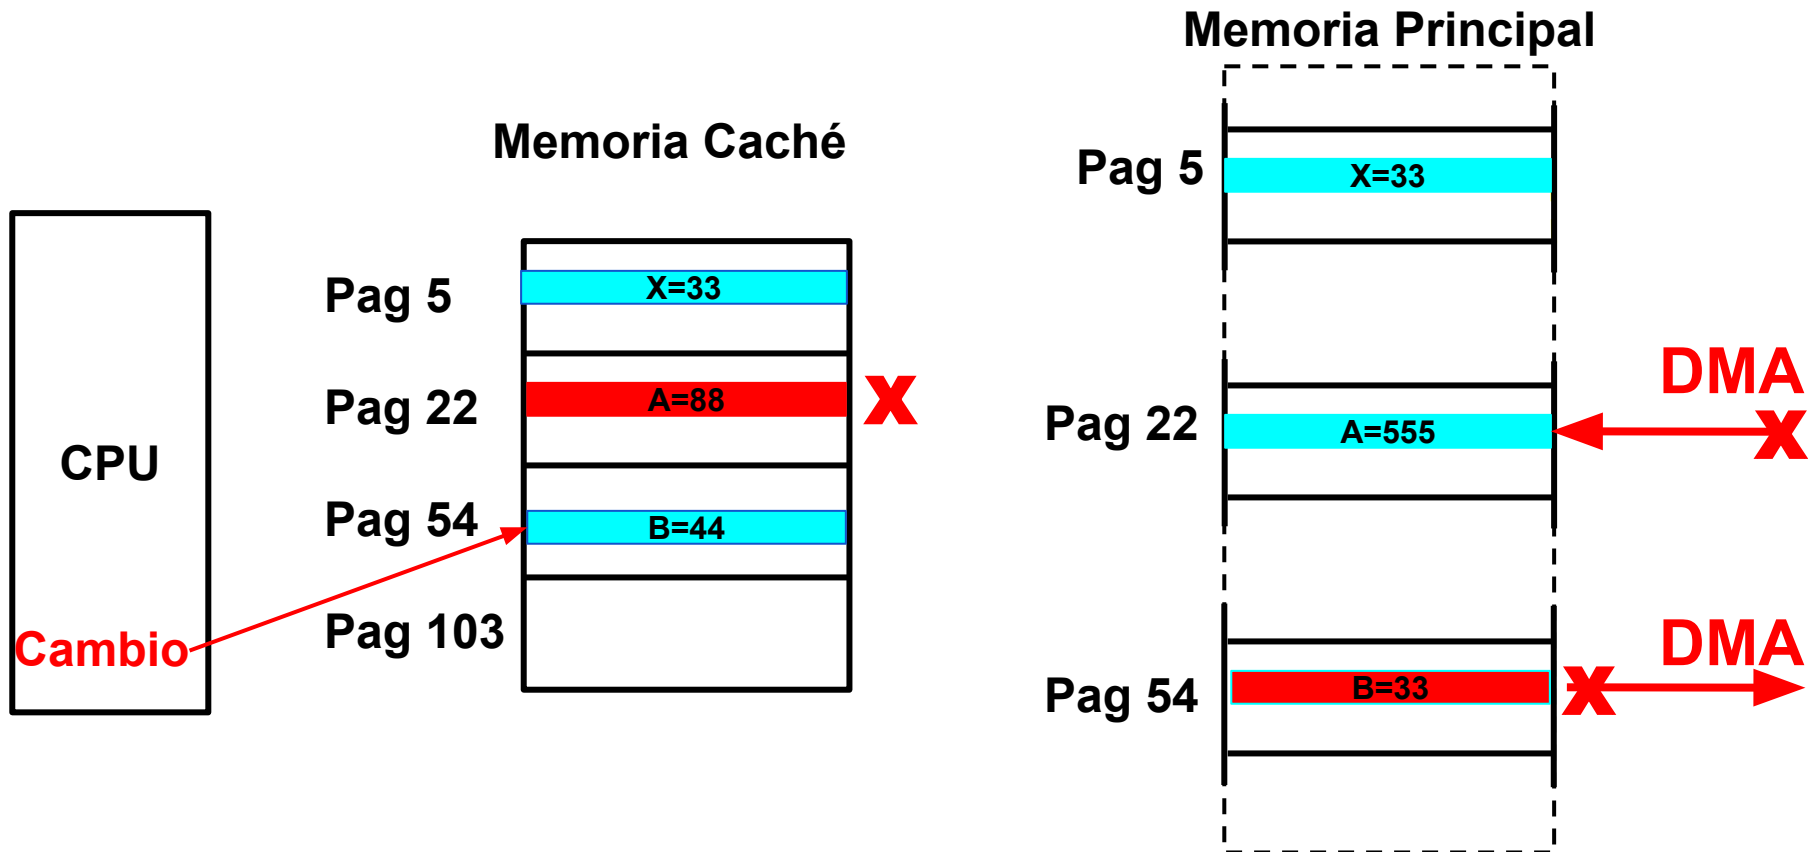 Memoria Principal
Memoria Caché
Pag 5
X=33
Pag 5
X=33
Pag 22
A=88
X
Pag 22
A=555
DMA
X
CPU
Pag 54
B=44
Cambio
Pag 103
Pag 54
B=33
X
DMA